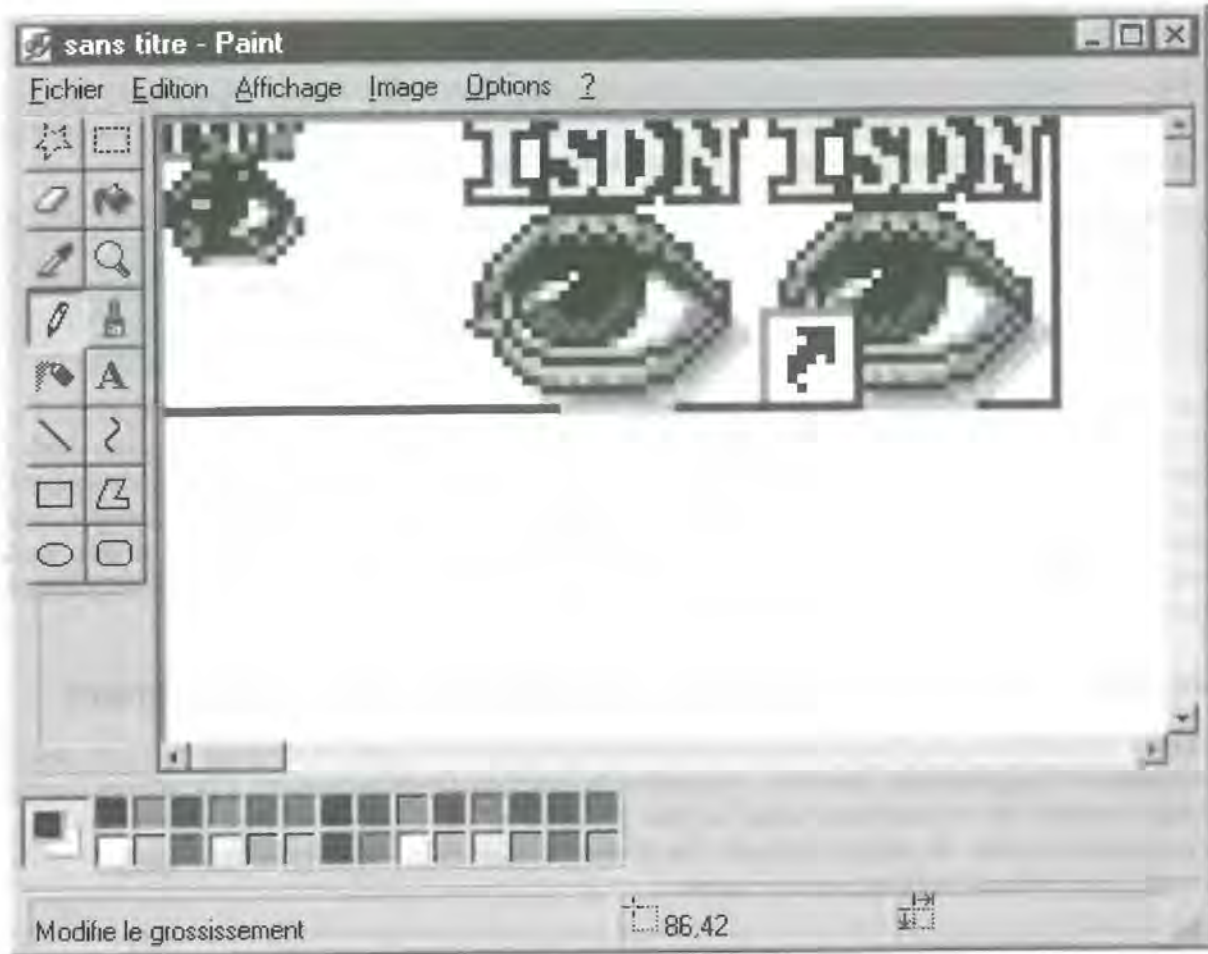 sans titre - Paint
Fichier Edition Affichage Image Options ?
ISDN ISDN
A
Modifie le grossissement 86,42